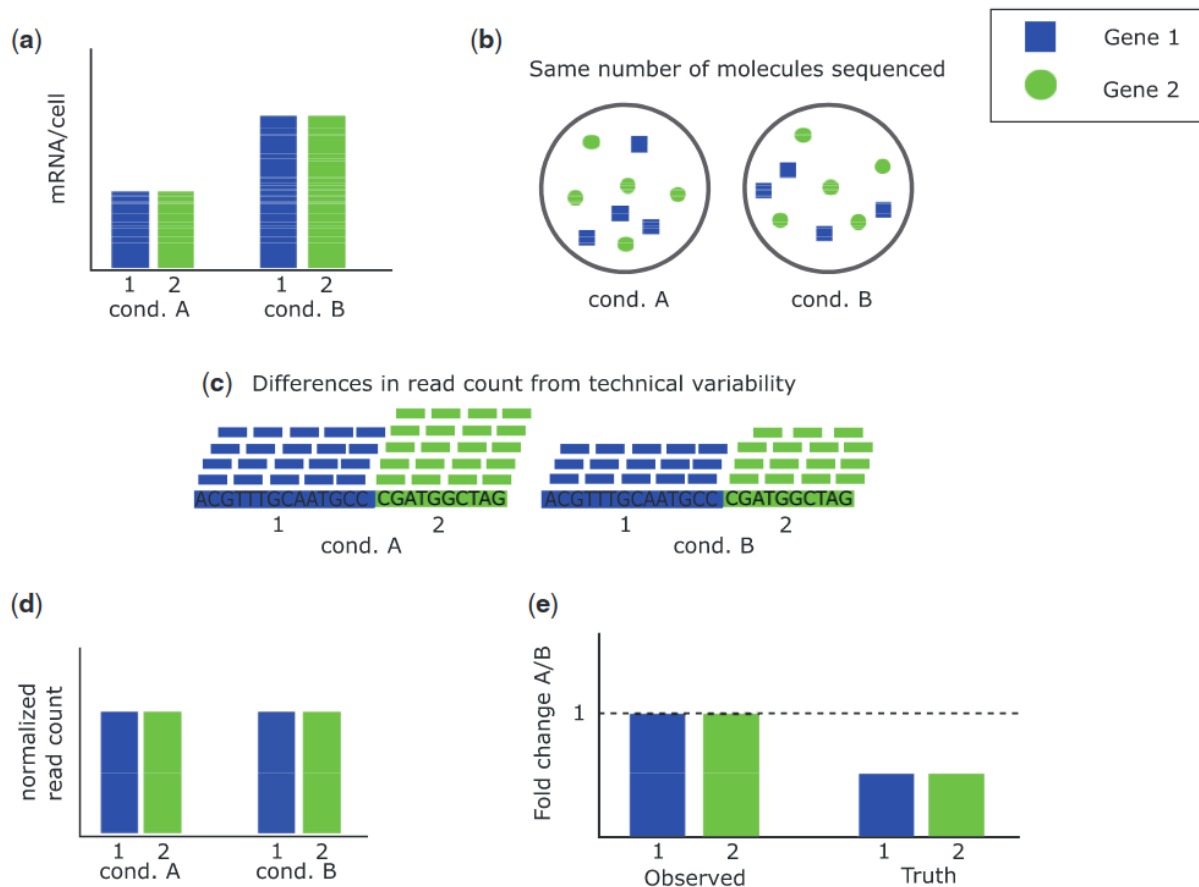 (a)
mRNA/cell
1 2 1 2
cond. A cond. B
(b)
Same number of molecules sequenced
cond. A cond. B
Gene 1
Gene 2
(c) Differences in read count from technical variability
ACGTTTGCAATGCC CGATGGCTAG ACGTTTGCAATGCC CGATGGCTAG
1 2 1 2
cond. A cond. B
(d)
normalized
read count
1 2 1 2
cond. A cond. B
(e)
Fold change A/B
1
1 2 1 2
Observed Truth